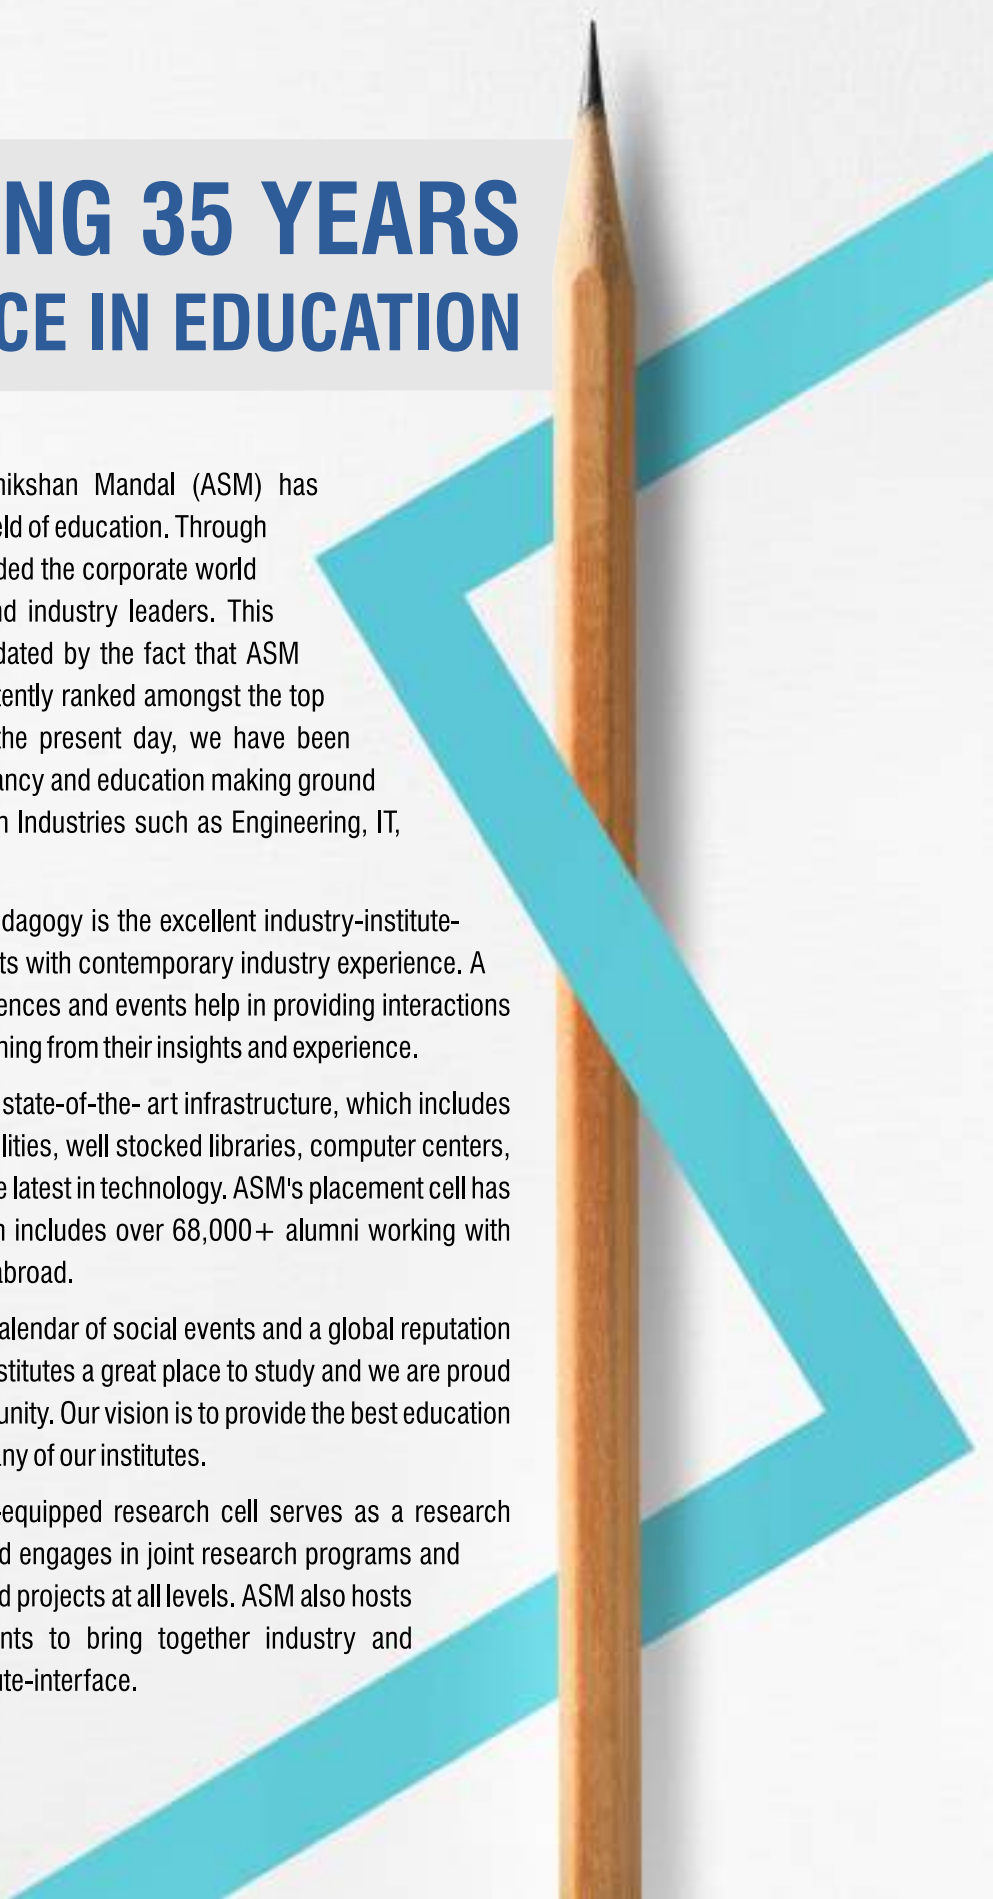 NG 35 YEARS
CE IN EDUCATION
hikshan Mandal (ASM) has
eld of education. Through
ded the corporate world
nd industry leaders. This
dated by the fact that ASM
tently ranked amongst the top
the present day, we have been
ancy and education making ground
n Industries such as Engineering, IT,
dagogy is the excellent industry-institute-
ts with contemporary industry experience. A
ences and events help in providing interactions
ning from their insights and experience.
state-of-the- art infrastructure, which includes
lities, well stocked libraries, computer centers,
e latest in technology. ASM's placement cell has
n includes over 68,000+ alumni working with
abroad.
alendar of social events and a global reputation
stitutes a great place to study and we are proud
unity. Our vision is to provide the best education
any of our institutes.
-equipped research cell serves as a research
d engages in joint research programs and
d projects at all levels. ASM also hosts
nts to bring together industry and
ute-interface.